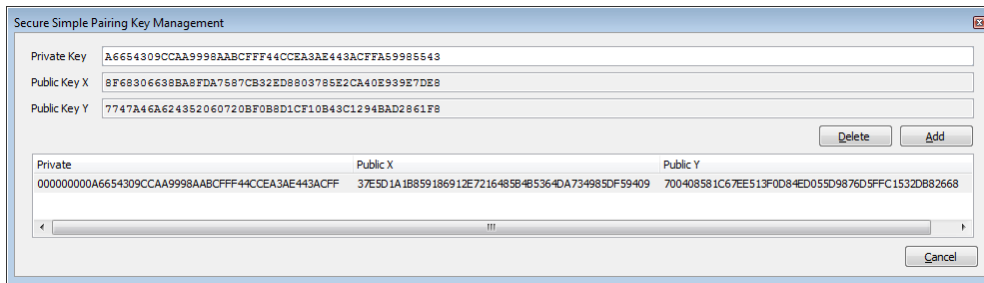 Secure Simple Pairing Key Management
Private Key A6654309CCAA9998AABCFFF44CCEA3AE443ACFFA59985543
Public Key X 8F68306638BA8FDA7587CB32ED8803785E2CA40E939E7DE8
Public Key Y 7747A46A624352060720BF0B8D1CF10B43C1294BAD2861F8
Delete Add
Private Public X Public Y
000000000A6654309CCAA9998AABCFFF44CCEA3AE443ACFF 37E5D1A1B859186912E7216485B4B5364DA734985DF59409 700408581C67EE513F0D84ED055D9876D5FFC1532DB82668
Cancel